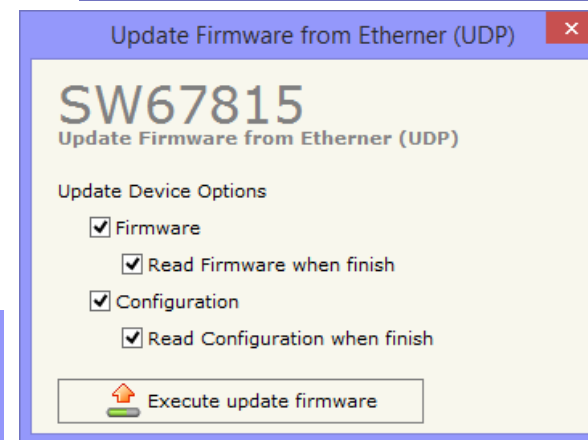 Update Firmware from Etherner (UDP)
SW67815
Update Firmware from Etherner (UDP)
Update Device Options
Firmware
Read Firmware when finish
Configuration
Read Configuration when finish
Execute update firmware